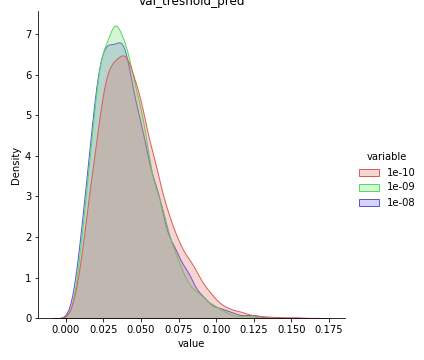 val_treshold_pred
7
6
5
4
3
2
1
0
Density
0.000 0.025 0.050 0.075 0.100 0.125 0.150 0.175
value
variable
1e-10
1e-09
1e-08